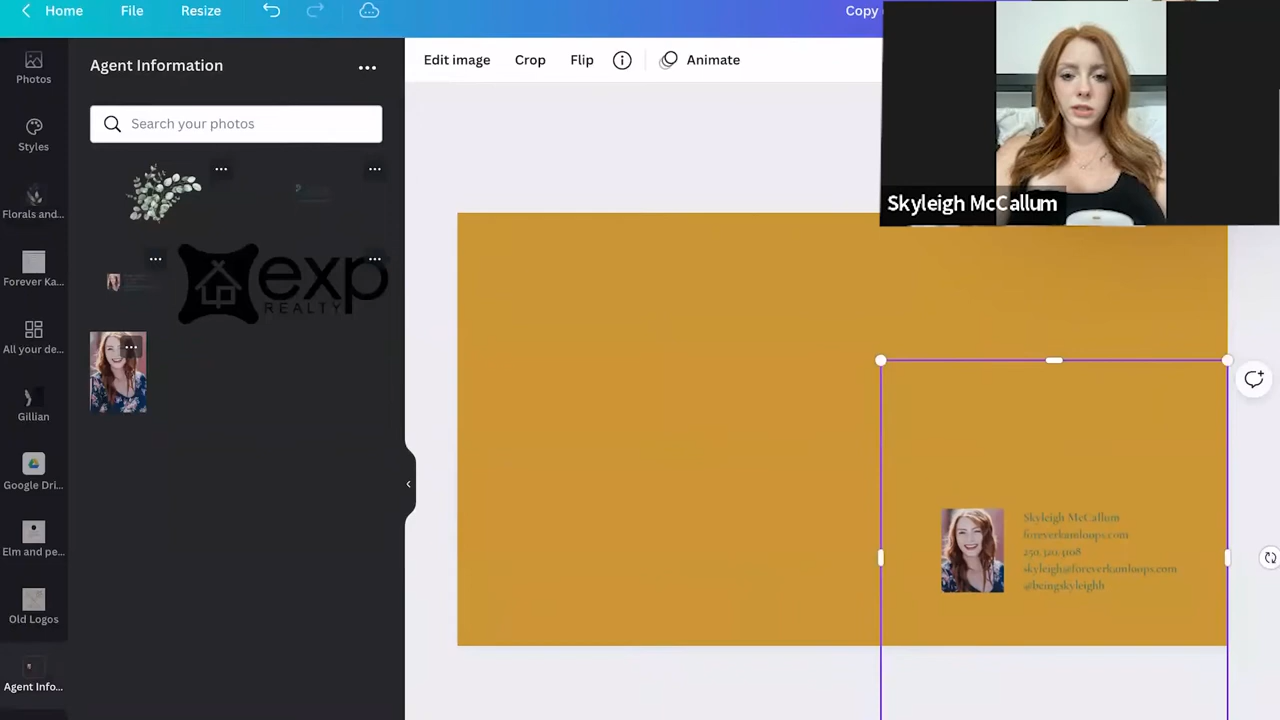 Home File Resize Copy
Photos
Styles
Florals and...
Forever Ka...
All your de...
Gillian
Google Dri...
Elm and pe...
Old Logos
Agent Info...
Agent Information
Search your photos
exp
REALTY
Edit image Crop Flip Animate
Skyleigh McCallum
Skyleigh McCallum
foreverkamloops.com
250.320.4108
skyleigh@foreverkamloops.com
@beingskyleighh